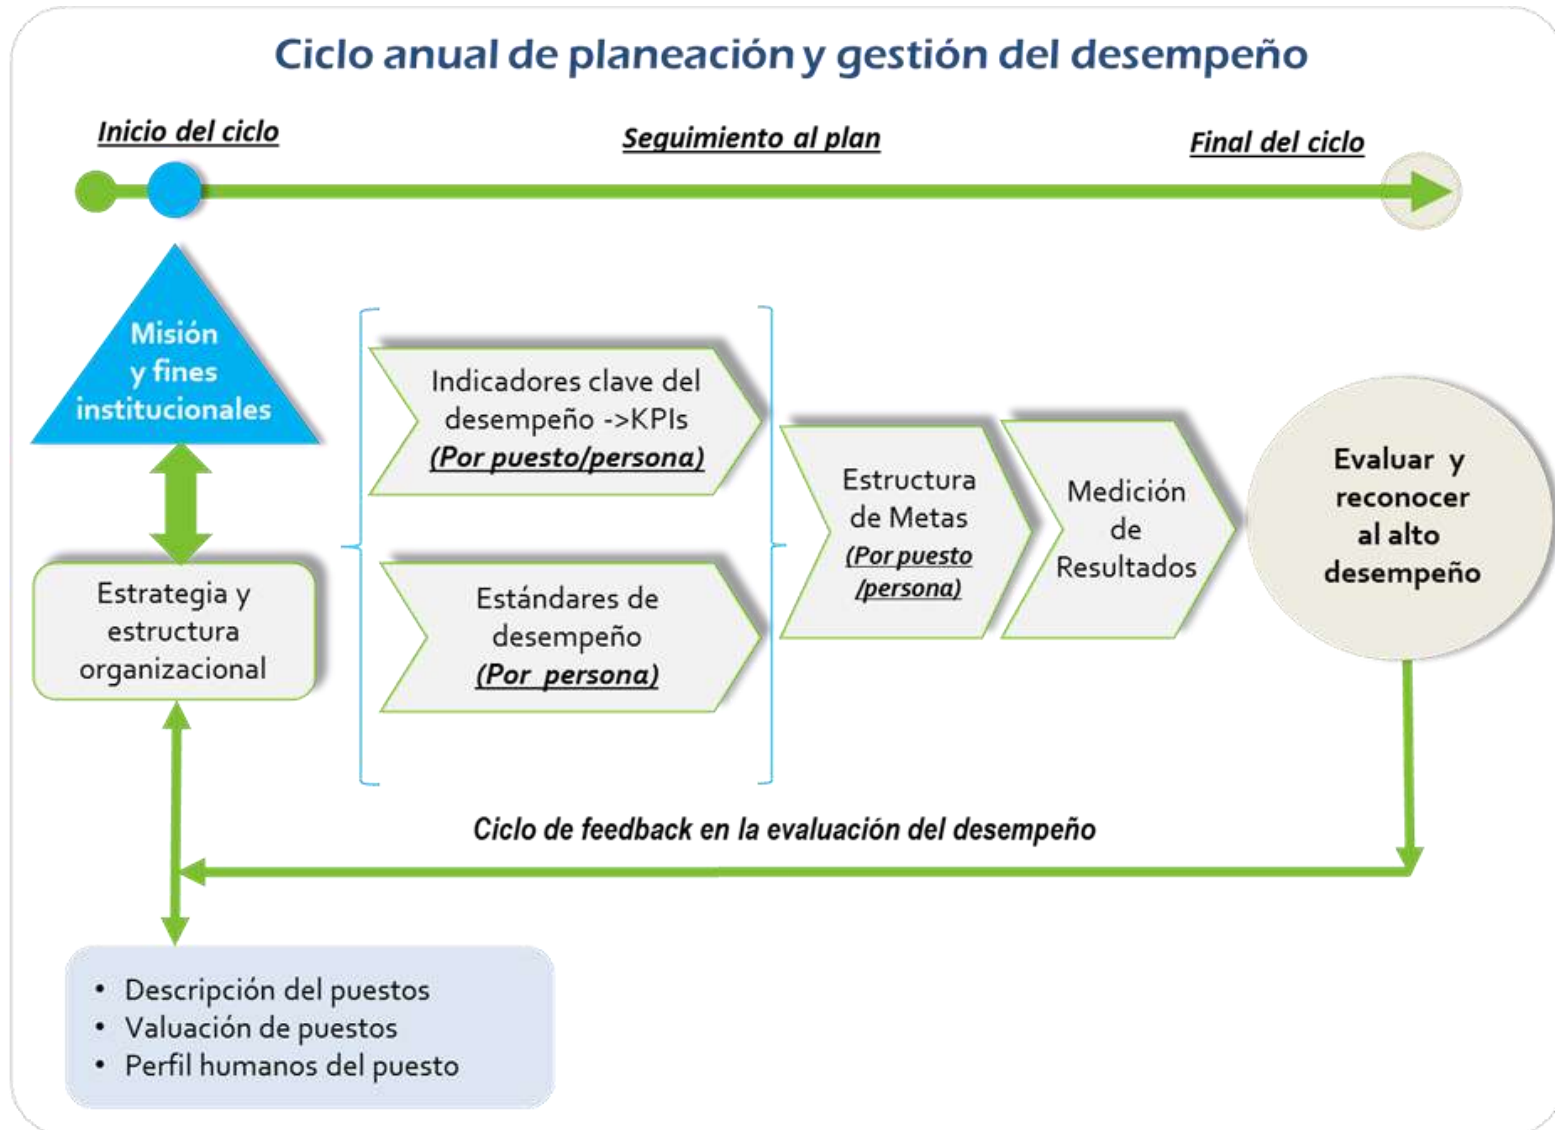 Ciclo anual de planeación y gestión del desempeño
Inicio del ciclo
Seguimiento al plan
Final del ciclo
Misión
y fines
institucionales
Estrategia y
estructura
organizacional
Indicadores clave del
desempeño ->KPIs
(Por puesto/persona)
Estándares de
desempeño
(Por persona)
Estructura
de Metas
(Por puesto
/persona)
Medición
de
Resultados
Evaluar y
reconocer
al alto
desempeño
Ciclo de feedback en la evaluación del desempeño
• Descripción del puestos
• Valuación de puestos
• Perfil humanos del puesto